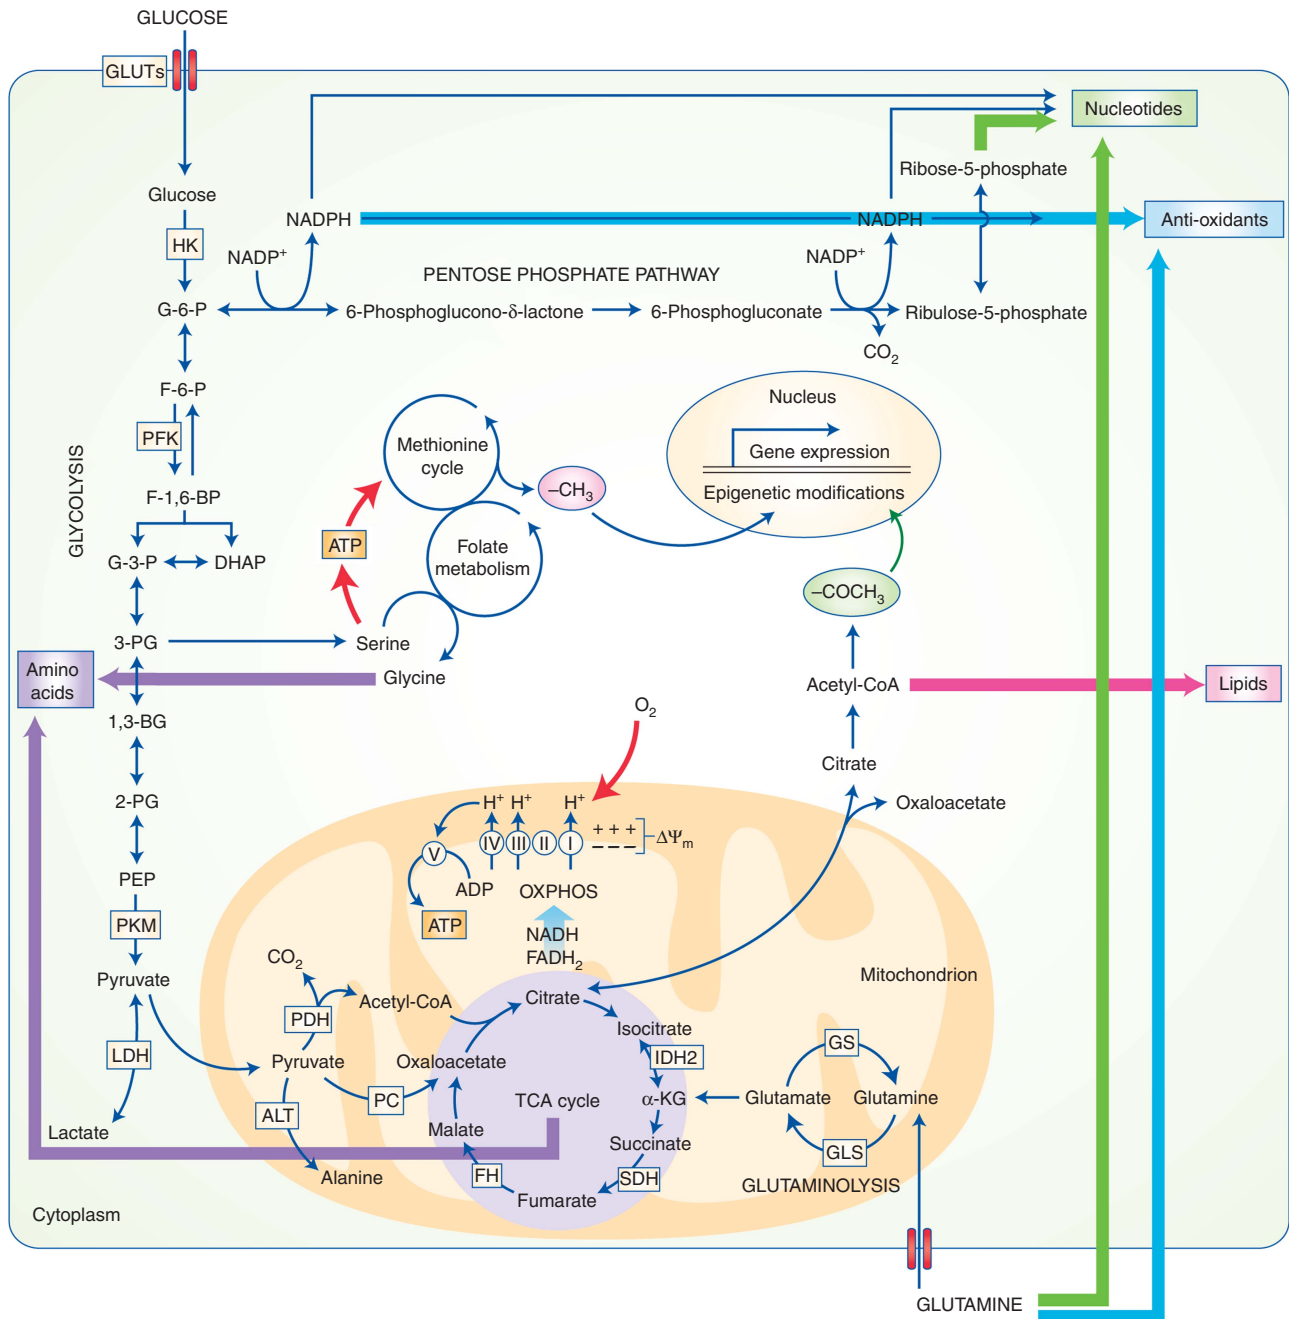 GLUCOSE
GLUTs
Nucleotides
Ribose-5-phosphate
Glucose
NADPH
NADPH
Anti-oxidants
HK
NADP+
NADP+
PENTOSE PHOSPHATE PATHWAY
G-6-P
6-Phosphoglucono-δ-lactone
6-Phosphogluconate
Ribulose-5-phosphate
CO2
F-6-P
Nucleus
PFK
Methionine
cycle
Gene expression
GLYCOLYSIS
F-1,6-BP
–CH3
Epigenetic modifications
ATP
Folate
metabolism
G-3-P
DHAP
–COCH3
3-PG
Serine
Amino
acids
Glycine
Acetyl-CoA
Lipids
O2
1,3-BG
Citrate
2-PG
H+
H+
H+
Oxaloacetate
+ + +
– – –
ΔΨm
IV
III
II
I
V
PEP
ADP
OXPHOS
PKM
ATP
NADH
FADH2
CO2
Pyruvate
Mitochondrion
Acetyl-CoA
Citrate
PDH
Isocitrate
GS
LDH
Pyruvate
Oxaloacetate
IDH2
PC
TCA cycle
α-KG
Glutamate
Glutamine
ALT
Lactate
Malate
Succinate
GLS
Alanine
FH
SDH
GLUTAMINOLYSIS
Fumarate
Cytoplasm
GLUTAMINE